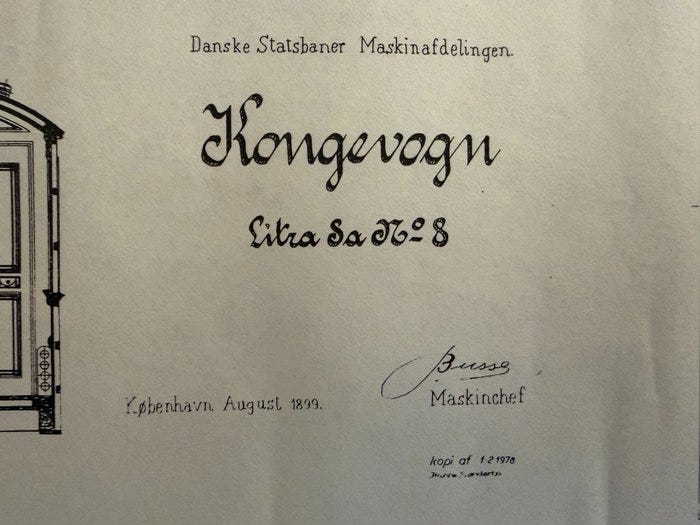 Danske Statsbaner Maskinafdelingen.
Kongevogn
Litra Sa No 8
Busse
Maskinchef
København August 1899.
kopi af 1·2 1978